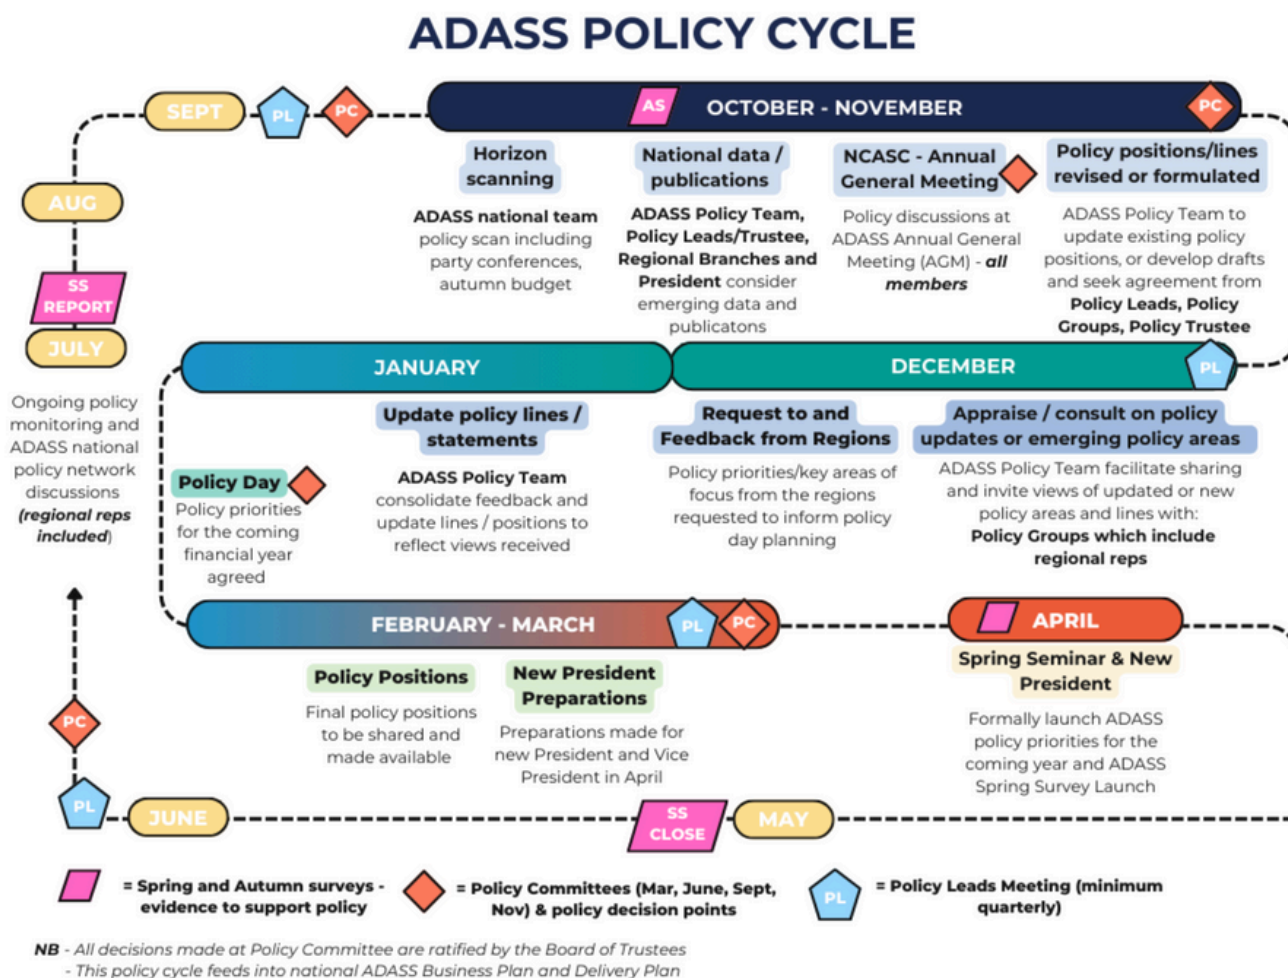 ADASS POLICY CYCLE
SEPT
PL
PC
AS
OCTOBER - NOVEMBER
PC
Horizon
scanning
ADASS national team
policy scan including
party conferences,
autumn budget
National data /
publications
ADASS Policy Team,
Policy Leads/Trustee,
Regional Branches and
President consider
emerging data and
publicatons
NCASC - Annual
General Meeting
Policy discussions at
ADASS Annual General
Meeting (AGM) - all
members
Policy positions/lines
revised or formulated
ADASS Policy Team to
update existing policy
positions, or develop drafts
and seek agreement from
Policy Leads, Policy
Groups, Policy Trustee
AUG
SS
REPORT
JULY
Ongoing policy
monitoring and
ADASS national
policy network
discussions
(regional reps
included)
JANUARY
DECEMBER
PL
Policy Day
Policy priorities
for the coming
financial year
agreed
Update policy lines /
statements
ADASS Policy Team
consolidate feedback and
update lines / positions to
reflect views received
Request to and
Feedback from Regions
Policy priorities/key areas of
focus from the regions
requested to inform policy
day planning
Appraise / consult on policy
updates or emerging policy areas
ADASS Policy Team facilitate sharing
and invite views of updated or new
policy areas and lines with:
Policy Groups which include
regional reps
FEBRUARY - MARCH
PL
PC
APRIL
Policy Positions
Final policy positions
to be shared and
made available
New President
Preparations
Preparations made for
new President and Vice
President in April
Spring Seminar & New
President
Formally launch ADASS
policy priorities for the
coming year and ADASS
Spring Survey Launch
PC
PL
JUNE
SS
CLOSE
MAY
= Spring and Autumn surveys -
evidence to support policy
= Policy Committees (Mar, June, Sept,
Nov) & policy decision points
PL
= Policy Leads Meeting (minimum
quarterly)
NB - All decisions made at Policy Committee are ratified by the Board of Trustees
- This policy cycle feeds into national ADASS Business Plan and Delivery Plan